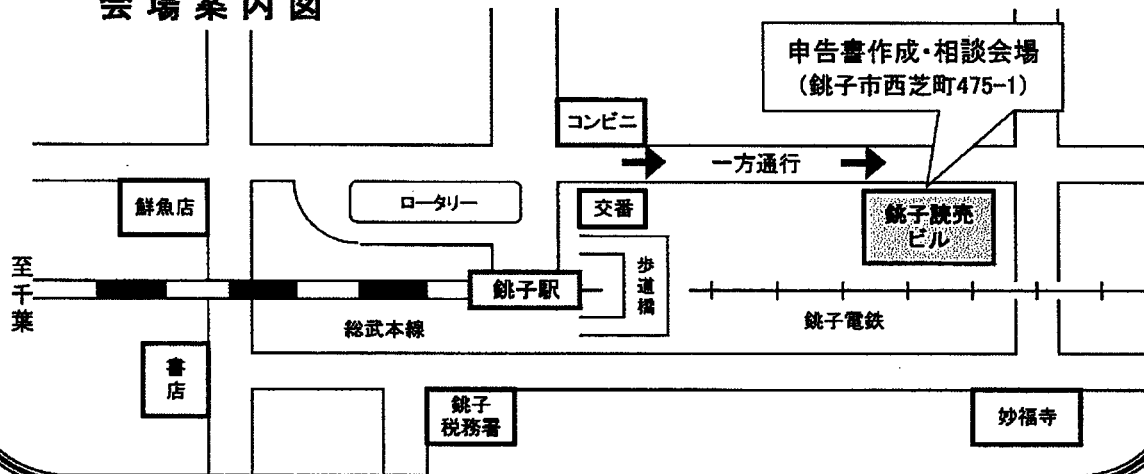 会場案内図
申告書作成・相談会場
（銚子市西芝町475-1）
コンビニ
一方通行
鮮魚店
ロータリー
交番
銚子読売
ビル
至千葉
銚子駅
歩道橋
総武本線
銚子電鉄
書店
銚子
税務署
妙福寺